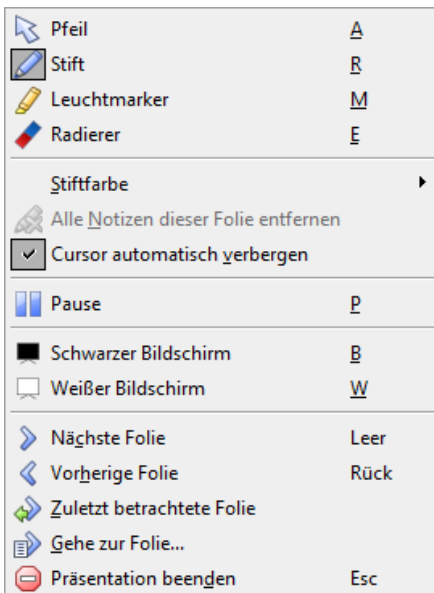 Pfeil A
Stift R
Leuchtmarker M
Radierer E
Stiftfarbe
Alle Notizen dieser Folie entfernen
Cursor automatisch verbergen
Pause P
Schwarzer Bildschirm B
Weißer Bildschirm W
Nächste Folie Leer
Vorherige Folie Rück
Zuletzt betrachtete Folie
Gehe zur Folie...
Präsentation beenden Esc